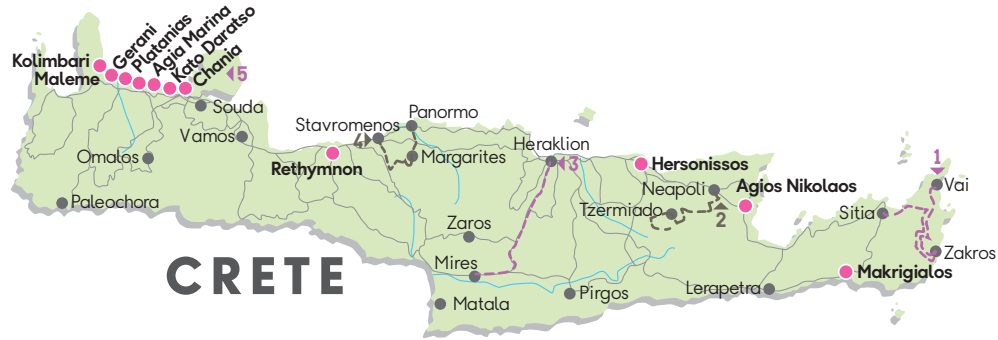 Kolimbari
Maleme
Gerani
Platanias
Agia Marina
Kato Daratso
Chania
5
Souda
Vamos
Omalos
Paleochora
Stavromenos
4
Panormo
Margarites
Rethymnon
Heraklion
3
Hersonissos
Neapoli
Agios Nikolaos
Tzermiado
2
1
Vai
Sitia
Zakros
Zaros
Mires
CRETE
Matala
Pirgos
Lerapetra
Makrigialos